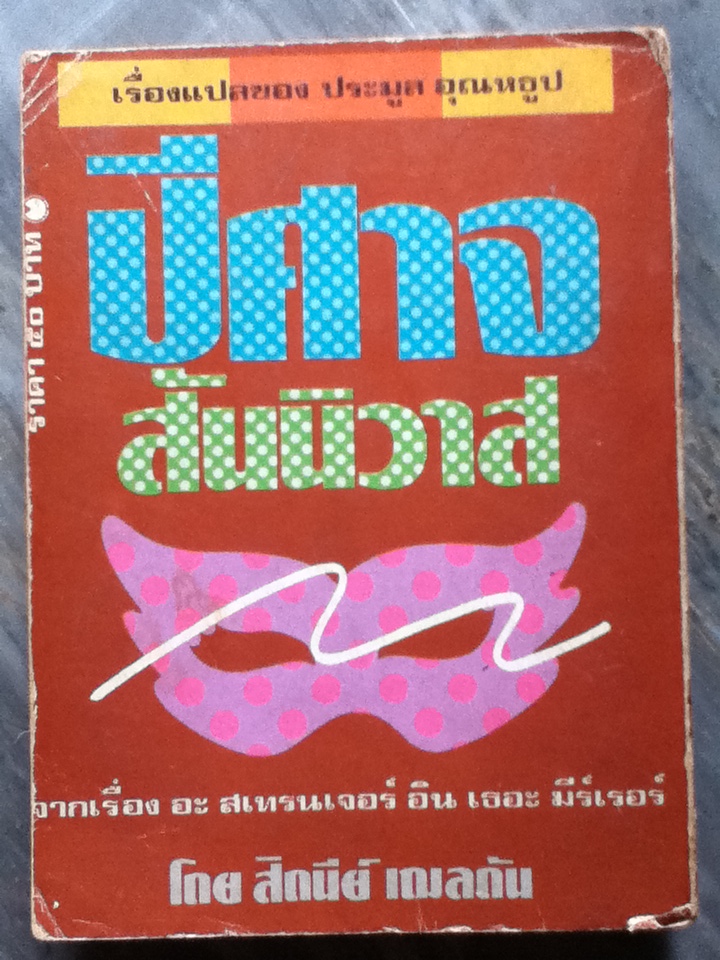 เรื่องแปลของ ประมูล อุณหธูป
ปีศาจ
สันนิวาส
ราคา ๕๐ บาท
จากเรื่อง อะ สเทรนเจอร์ อิน เธอะ มีร์เรอร์
โดย สิดนีย์ เฌลดัน